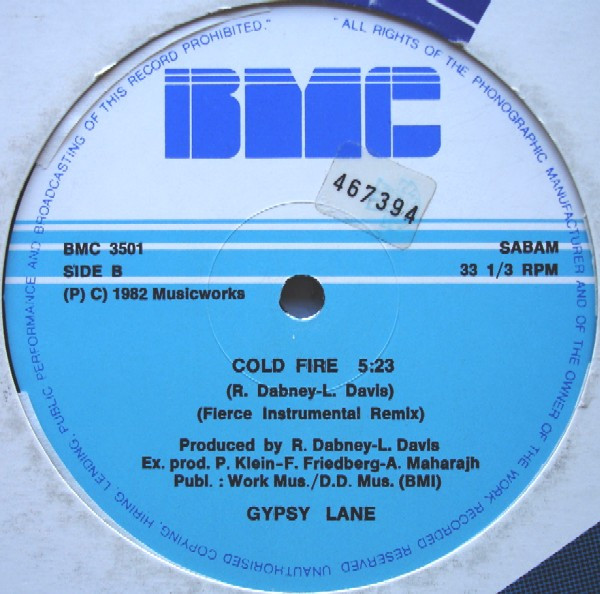 " ALL RIGHTS OF THE PHONOGRAPHIC MANUFACTURER AND OF THE OWNER OF THE WORK RECORDED RESERVED UNAUTHORISED COPYING, HIRING, LENDING, PUBLIC PERFORMANCE AND BROADCASTING OF THIS RECORD PROHIBITED."
BMC
467394
BMC 3501 SABAM
SIDE B 33 1/3 RPM
(P) C) 1982 Musicworks
COLD FIRE 5:23
(R. Dabney-L. Davis)
(Fierce Instrumental Remix)
Produced by R. Dabney-L. Davis
Ex. prod. P. Klein-F. Friedberg-A. Maharajh
Publ. : Work Mus./D.D. Mus. (BMI)
GYPSY LANE